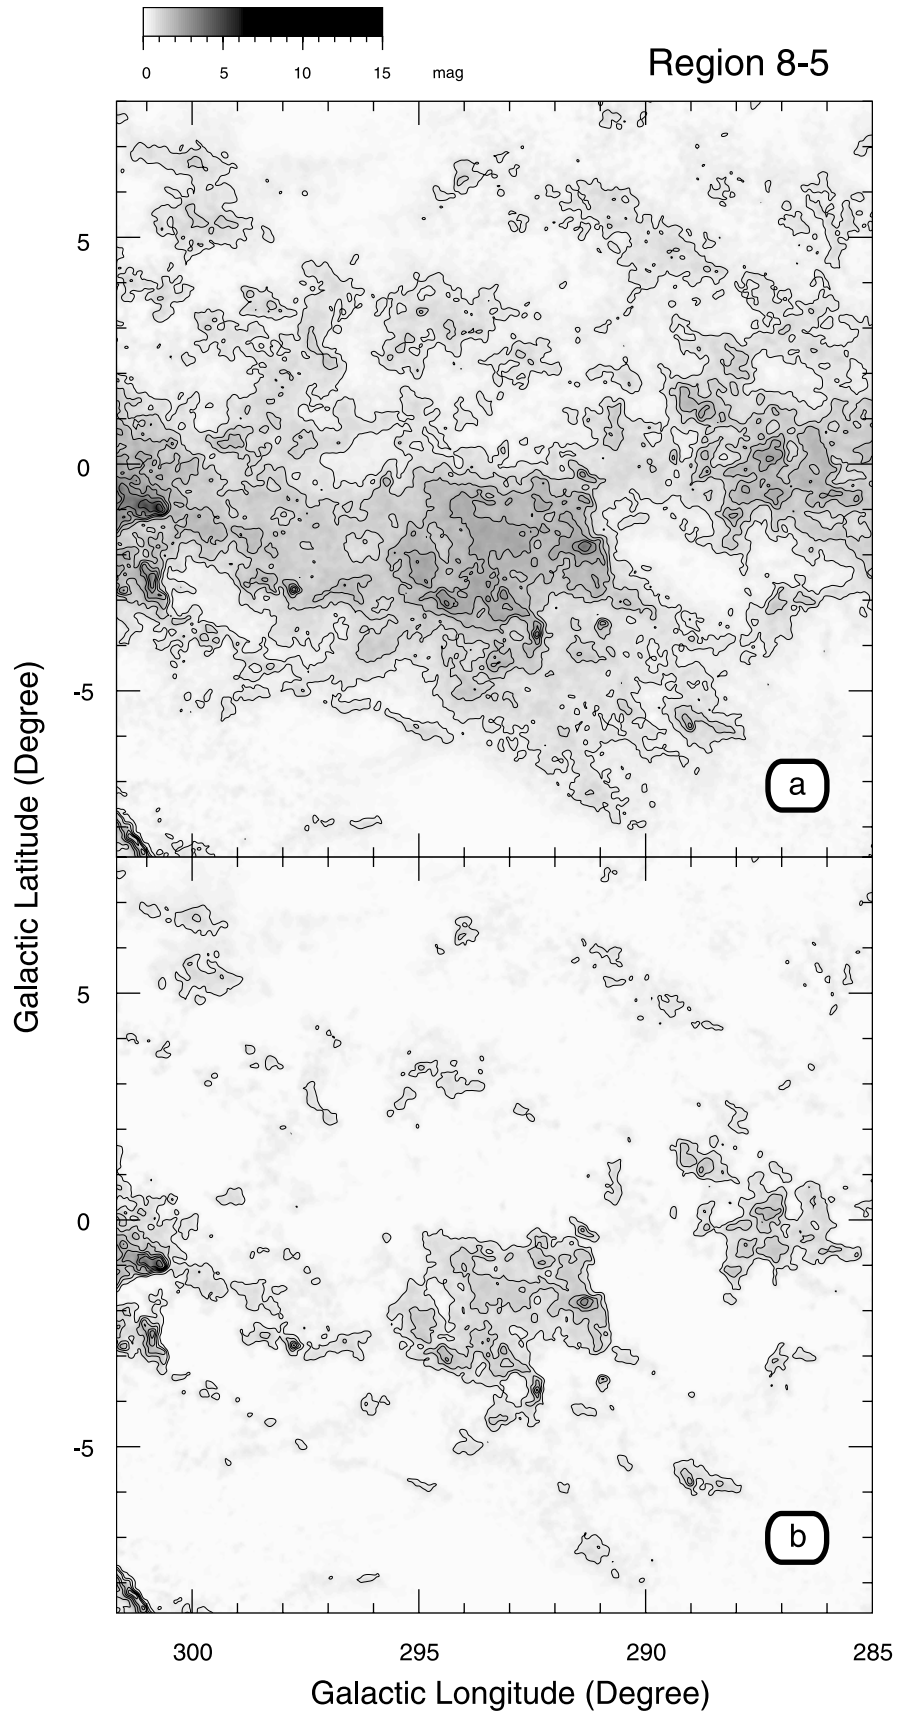 0 5 10 15 mag
Region 8-5
5
0
-5
a
5
0
-5
b
Galactic Latitude (Degree)
300 295 290 285
Galactic Longitude (Degree)